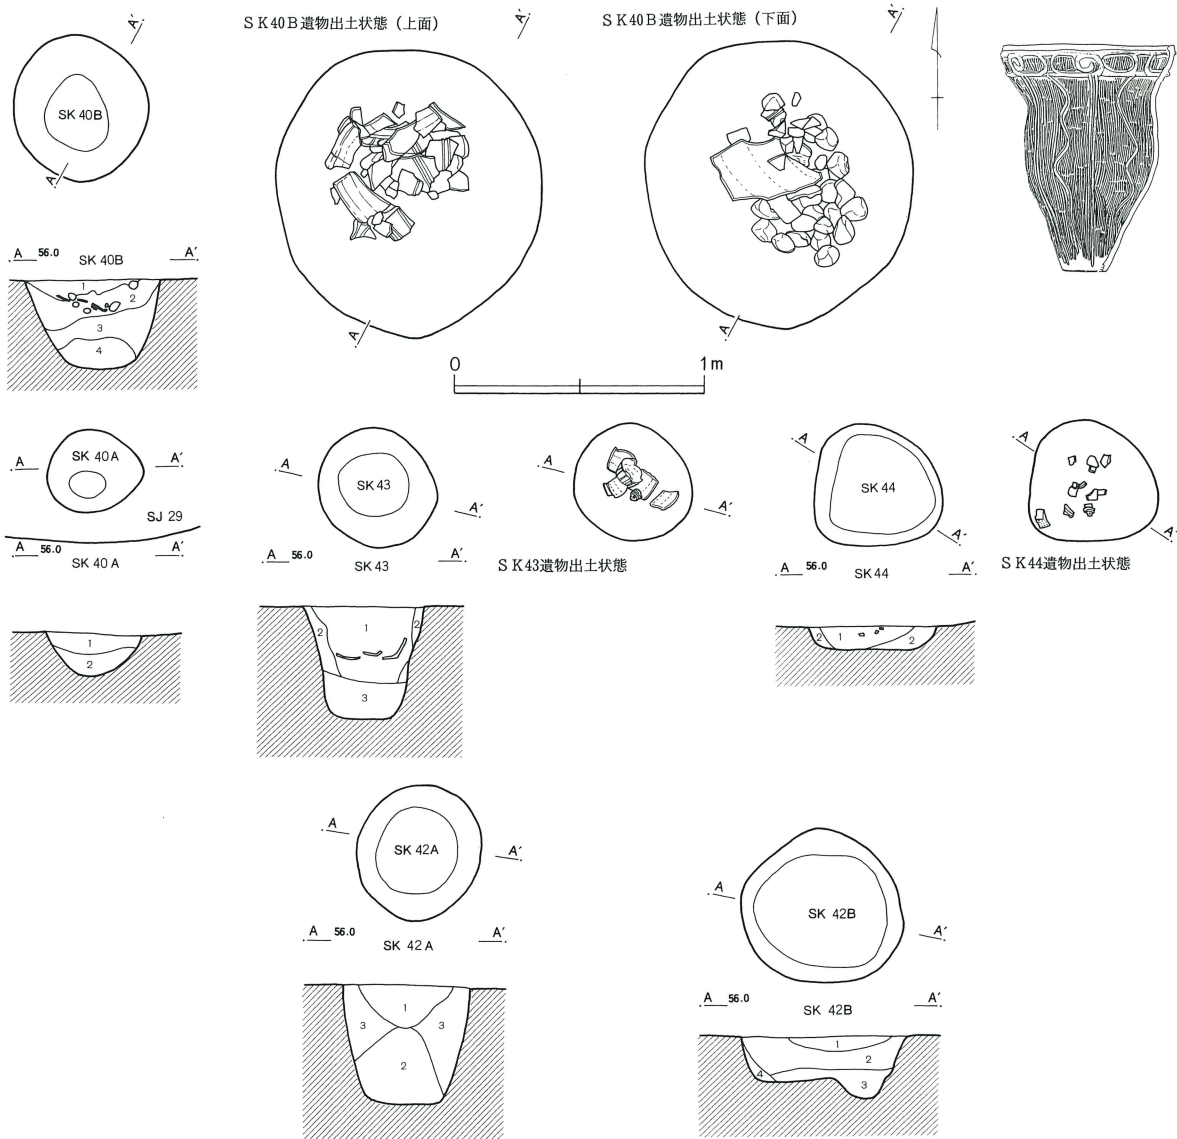 SK40B遺物出土状態(上面)
SK40B遺物出土状態(下面)
A′
A′
A′
SK 40B
A
A
A
A 56.0 A′
SK 40B
1
2
3
4
0 1m
A SK 40A A′
SJ 29
A 56.0 A′
SK 40A
1
2
A SK 43 A′
A A′
A 56.0 A′
SK 43
SK43遺物出土状態
2 1 2
3
A SK 44 A′
A A′
A 56.0 A′
SK 44
SK44遺物出土状態
2 1 2
A SK 42A A′
A 56.0 A′
SK 42A
1
3 3
2
A SK 42B A′
A 56.0 A′
SK 42B
1
2
4 3